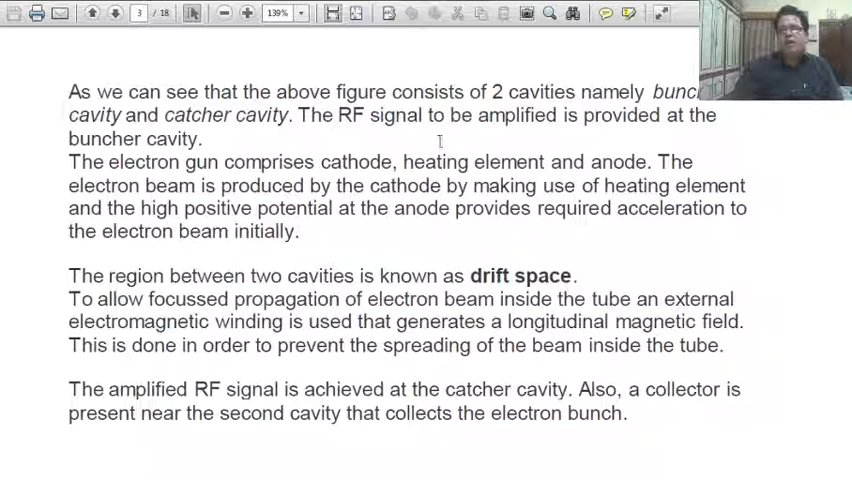 3 / 18
139%
As we can see that the above figure consists of 2 cavities namely
cavity and catcher cavity. The RF signal to be amplified is provided at the
buncher cavity.
The electron gun comprises cathode, heating element and anode. The
electron beam is produced by the cathode by making use of heating element
and the high positive potential at the anode provides required acceleration to
the electron beam initially.
The region between two cavities is known as drift space.
To allow focussed propagation of electron beam inside the tube an external
electromagnetic winding is used that generates a longitudinal magnetic field.
This is done in order to prevent the spreading of the beam inside the tube.
The amplified RF signal is achieved at the catcher cavity. Also, a collector is
present near the second cavity that collects the electron bunch.